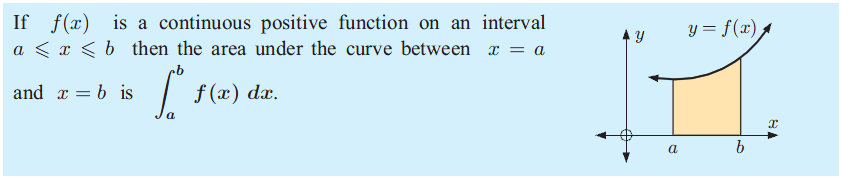 If f(x) is a continuous positive function on an interval
a ⩽ x ⩽ b then the area under the curve between x = a
and x = b is ∫_a^b f(x) dx.
y
y = f(x)
x
a
b